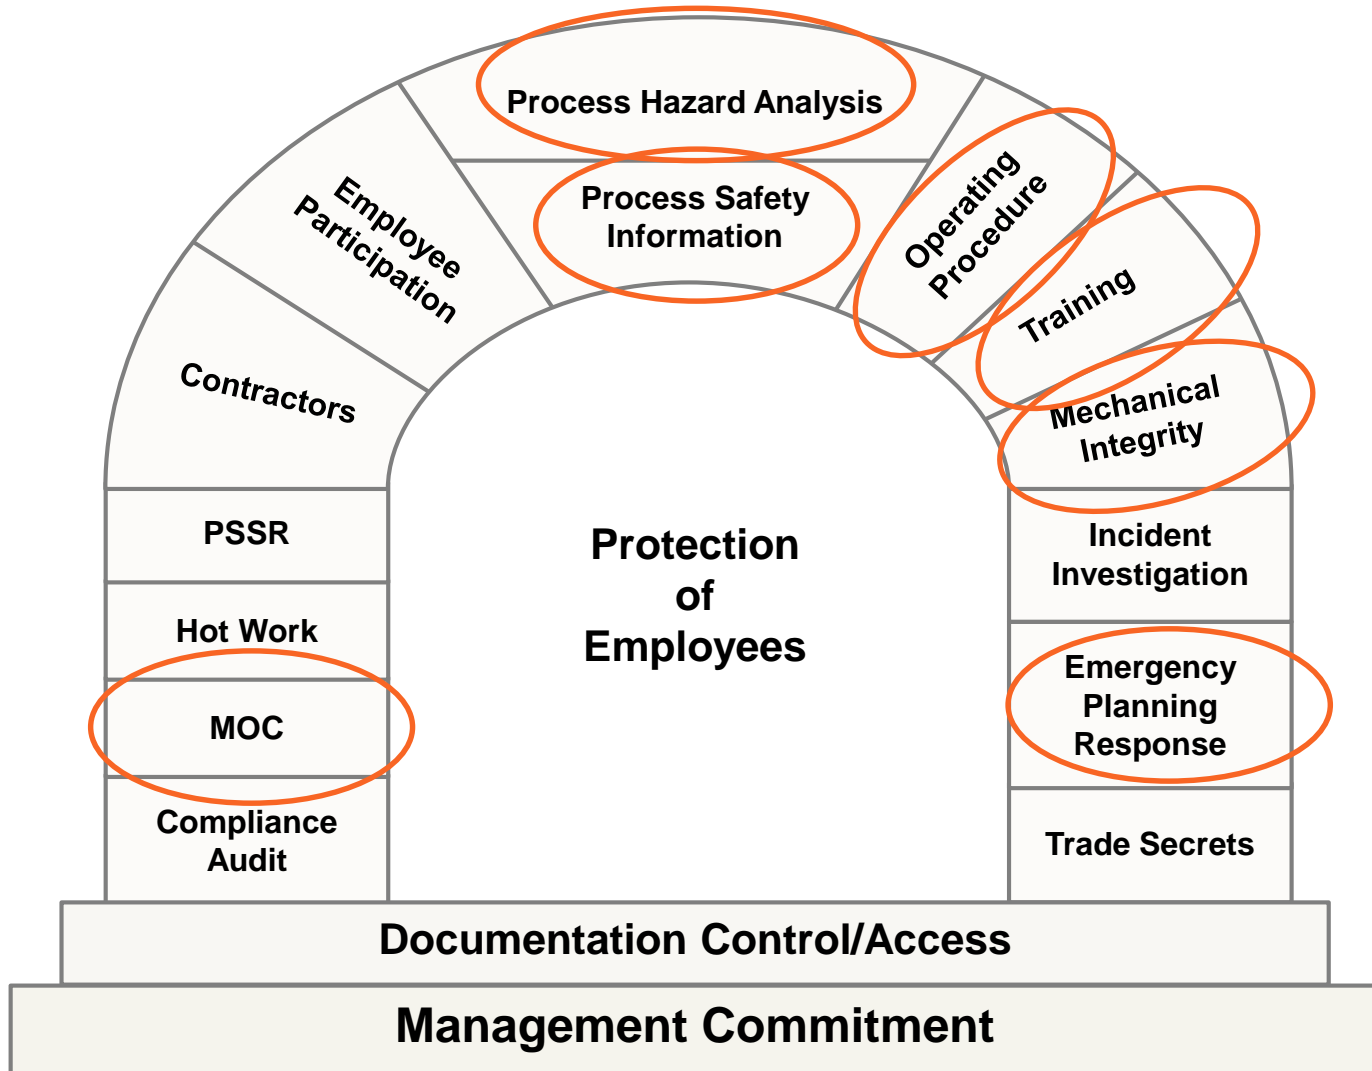 Process Hazard Analysis
Process Safety
Information
Employee
Participation
Contractors
Operating
Procedure
Training
Mechanical
Integrity
PSSR
Hot Work
MOC
Compliance
Audit
Protection
of
Employees
Incident
Investigation
Emergency
Planning
Response
Trade Secrets
Documentation Control/Access
Management Commitment